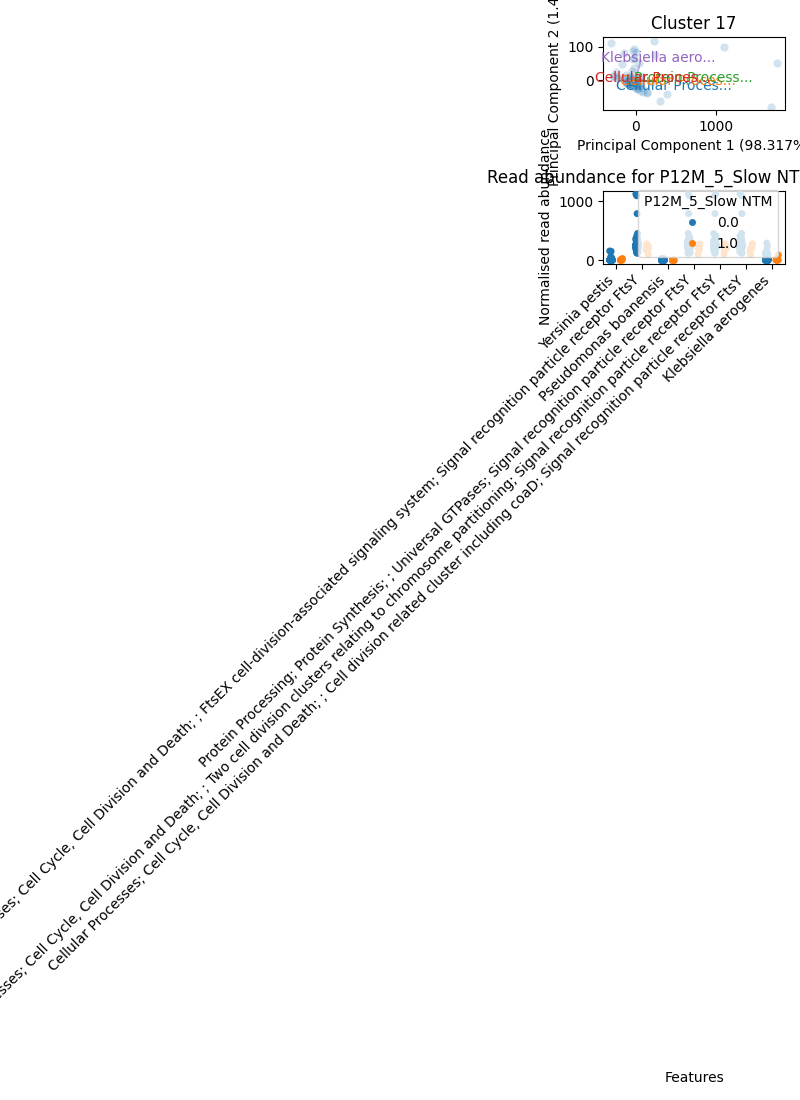 Cluster 17
Principal Component 2 (1.4
100
0
Klebsiella aero...
Cellular Proces...
Protein Process...
Cellular Proces...
0
1000
Principal Component 1 (98.317%
Read abundance for P12M_5_Slow NT
Normalised read abundance
1000
0
P12M_5_Slow NTM
0.0
1.0
Yersinia pestis
ses; Cell Cycle, Cell Division and Death; ; FtsEX cell-division-associated signaling system; Signal recognition particle receptor FtsY
Pseudomonas boanensis
Protein Processing; Protein Synthesis; ; Universal GTPases; Signal recognition particle receptor FtsY
sses; Cell Cycle, Cell Division and Death; ; Two cell division clusters relating to chromosome partitioning; Signal recognition particle receptor FtsY
Cellular Processes; Cell Cycle, Cell Division and Death; ; Cell division related cluster including coaD; Signal recognition particle receptor FtsY
Klebsiella aerogenes
Features